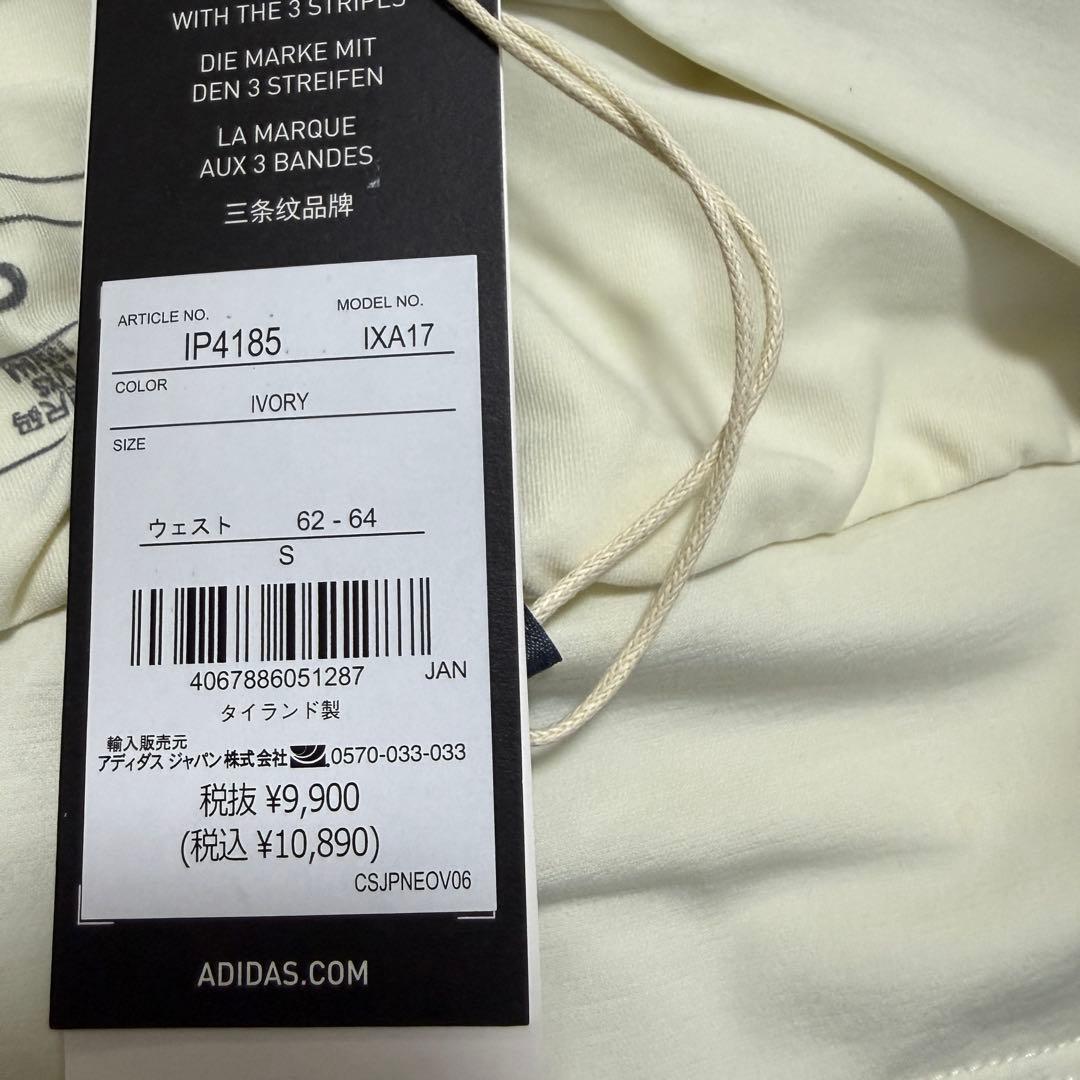 WITH THE 3 STRIPES
DIE MARKE MIT
DEN 3 STREIFEN
LA MARQUE
AUX 3 BANDES
三条纹品牌
ARTICLE NO. MODEL NO.
IP4185 IXA17
COLOR
IVORY
SIZE
ウェスト 62 - 64
S
4067886051287 JAN
タイランド製
輸入販売元
アディダス ジャパン株式会社 0570-033-033
税抜 ¥9,900
(税込 ¥10,890)
CSJPNEOV06
ADIDAS.COM